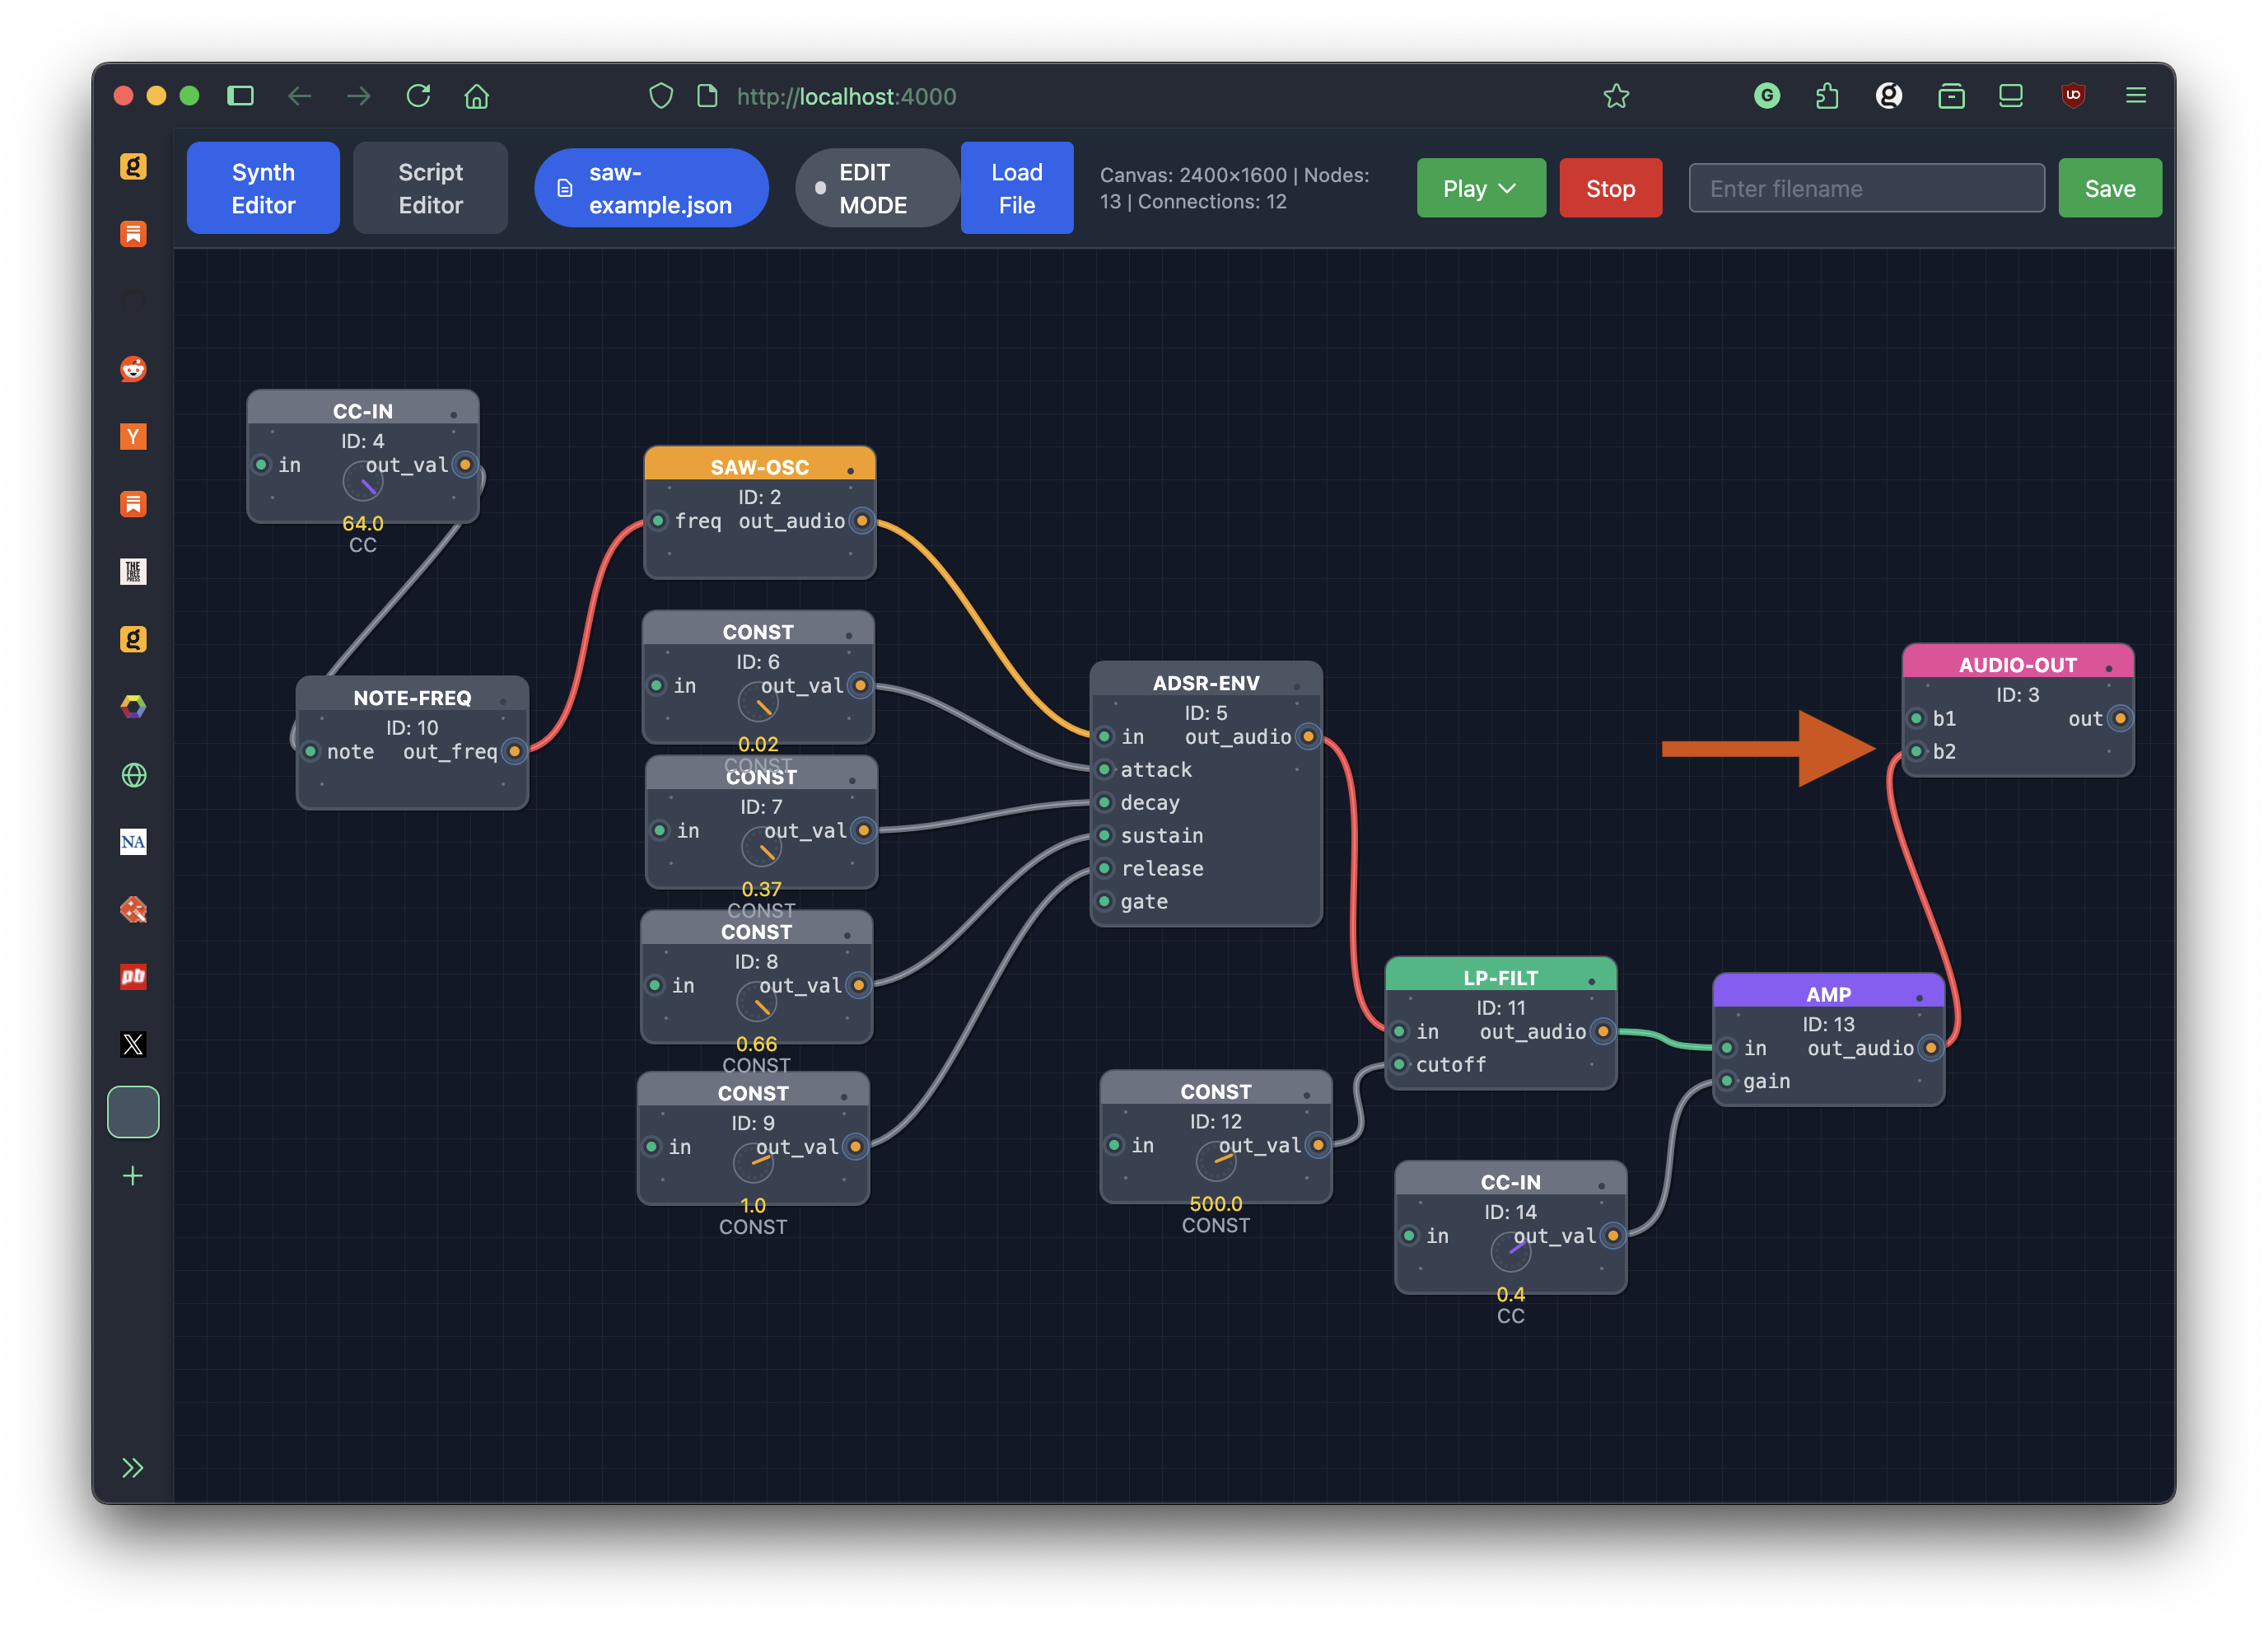 http://localhost:4000
Synth
Editor
Script
Editor
saw-
example.json
EDIT
MODE
Load
File
Canvas: 2400×1600 | Nodes:
13 | Connections: 12
Play
Stop
Enter filename
Save
CC-IN
ID: 4
in out_val
64.0
CC
SAW-OSC
ID: 2
freq out_audio
NOTE-FREQ
ID: 10
note out_freq
CONST
ID: 6
in out_val
0.02
CONST
CONST
ID: 7
in out_val
0.37
CONST
CONST
ID: 8
in out_val
0.66
CONST
CONST
ID: 9
in out_val
1.0
CONST
ADSR-ENV
ID: 5
in out_audio
attack
decay
sustain
release
gate
AUDIO-OUT
ID: 3
b1 out
b2
LP-FILT
ID: 11
in out_audio
cutoff
AMP
ID: 13
in out_audio
gain
CONST
ID: 12
in out_val
500.0
CONST
CC-IN
ID: 14
in out_val
0.4
CC
g
Y
THE
FREE
PRESS
g
NA
pb
X
G
g
UO